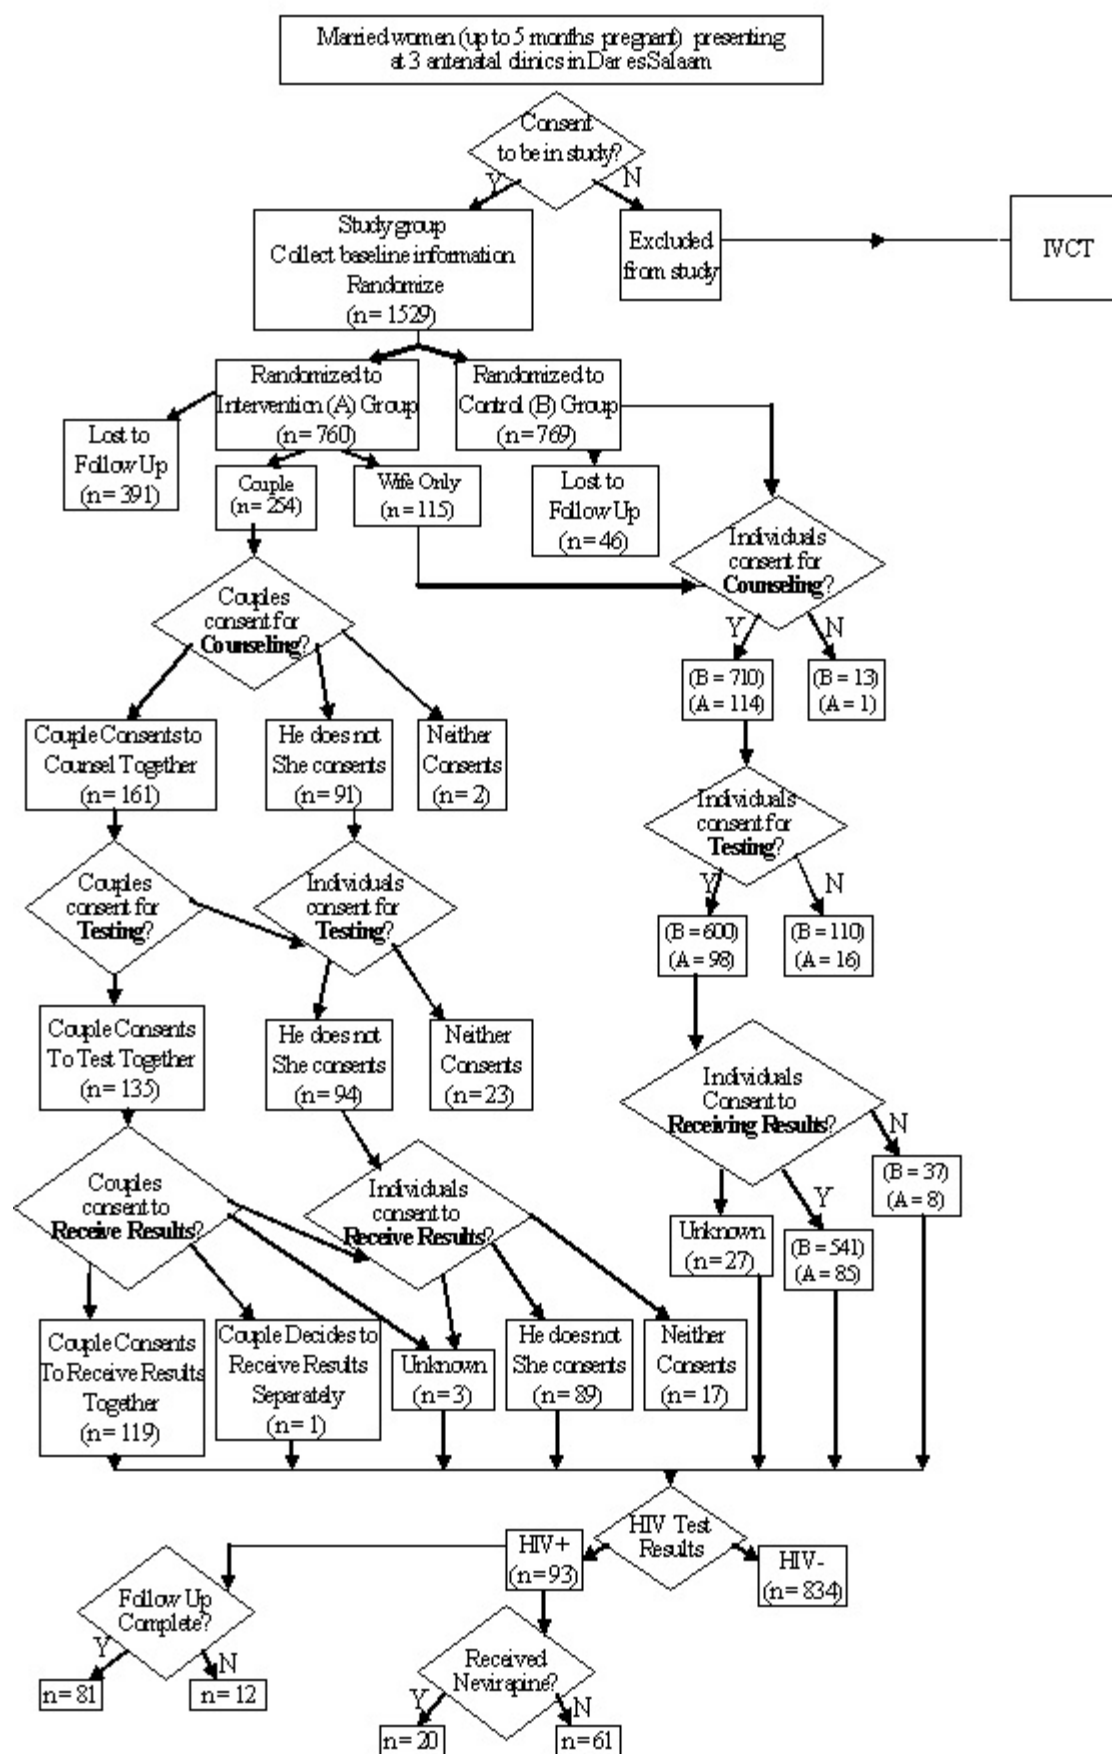 Married women (up to 5 months pregnant) presenting
at 3 antenatal clinics in Dar es Salaam
Consent
to be in study?
Y
N
Study group
Collect baseline information
Randomize
(n = 1529)
Excluded
from study
IVCT
Randomized to
Intervention (A) Group
(n = 760)
Randomized to
Control (B) Group
(n = 769)
Lost to
Follow Up
(n = 391)
Couple
(n = 254)
Wife Only
(n = 115)
Lost to
Follow Up
(n = 46)
Individuals
consent for
Counseling?
Y
N
(B = 710)
(A = 114)
(B = 13)
(A = 1)
Couples
consent for
Counseling?
Couple Consents to
Counsel Together
(n = 161)
He does not
She consents
(n = 91)
Neither
Consents
(n = 2)
Individuals
consent for
Testing?
Y
N
(B = 600)
(A = 98)
(B = 110)
(A = 16)
Couples
consent for
Testing?
Individuals
consent for
Testing?
Couple Consents
To Test Together
(n = 135)
He does not
She consents
(n = 94)
Neither
Consents
(n = 23)
Individuals
Consent to
Receiving Results?
N
Y
(B = 37)
(A = 8)
Unknown
(n = 27)
(B = 541)
(A = 85)
Couples
consent to
Receive Results?
Individuals
consent to
Receive Results?
Couple Consents
To Receive Results
Together
(n = 119)
Couple Decides to
Receive Results
Separately
(n = 1)
Unknown
(n = 3)
He does not
She consents
(n = 89)
Neither
Consents
(n = 17)
HIV Test
Results
HIV+
(n = 93)
HIV-
(n = 834)
Follow Up
Complete?
Y
N
n = 81
n = 12
Received
Nevirapine?
Y
N
n = 20
n = 61